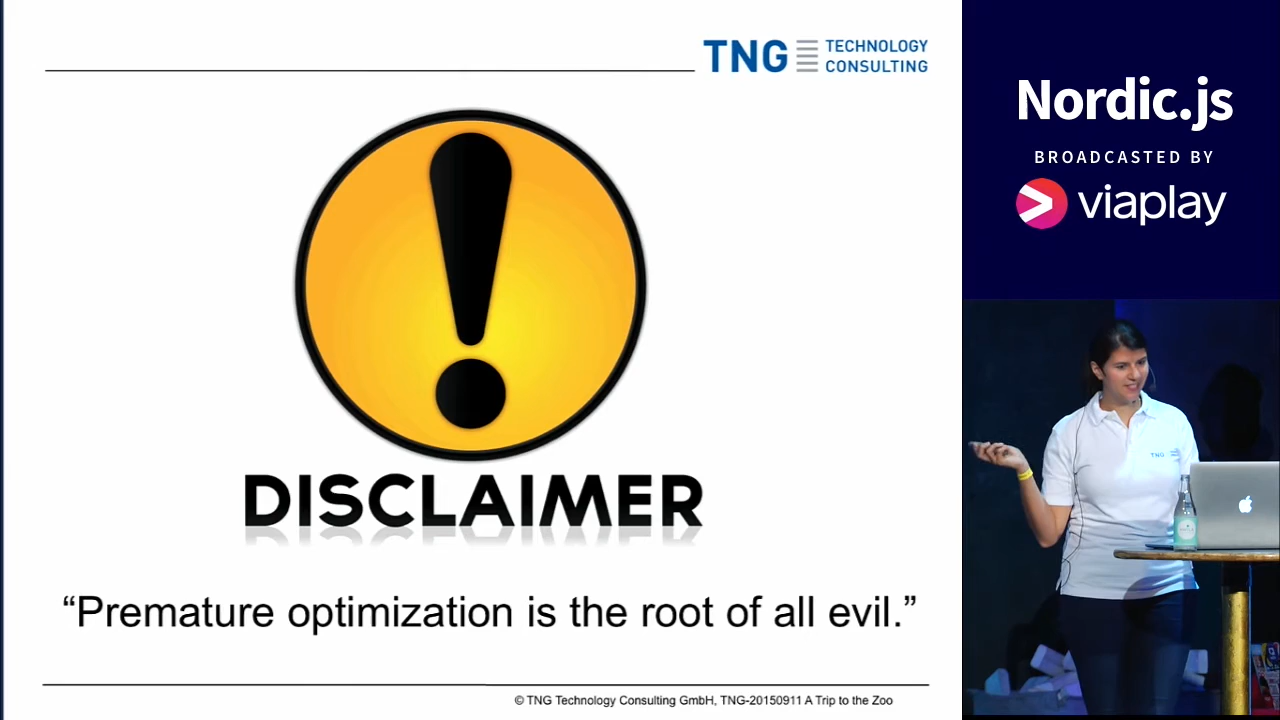 TNG TECHNOLOGY
CONSULTING
DISCLAIMER
“Premature optimization is the root of all evil.”
© TNG Technology Consulting GmbH, TNG-20150911 A Trip to the Zoo
Nordic.js
BROADCASTED BY
viaplay
TNG